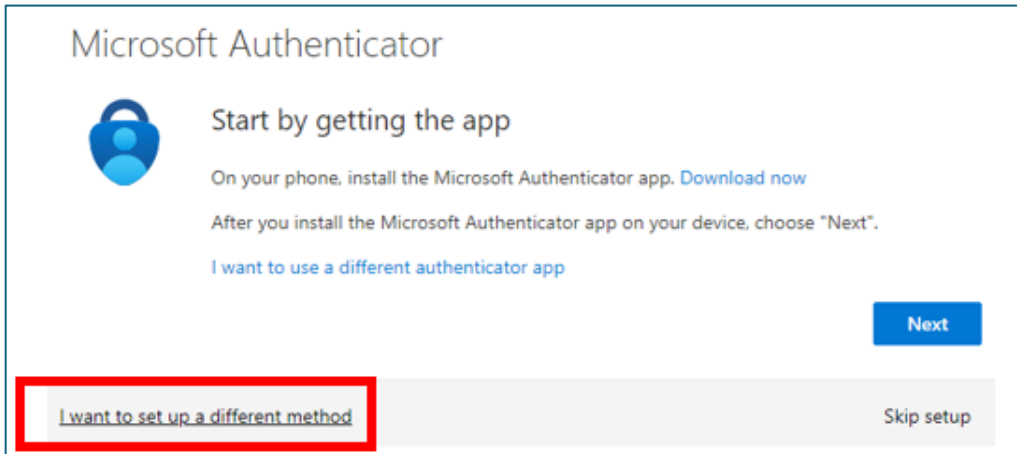 Microsoft Authenticator
Start by getting the app
On your phone, install the Microsoft Authenticator app. Download now
After you install the Microsoft Authenticator app on your device, choose "Next".
I want to use a different authenticator app
Next
I want to set up a different method
Skip setup